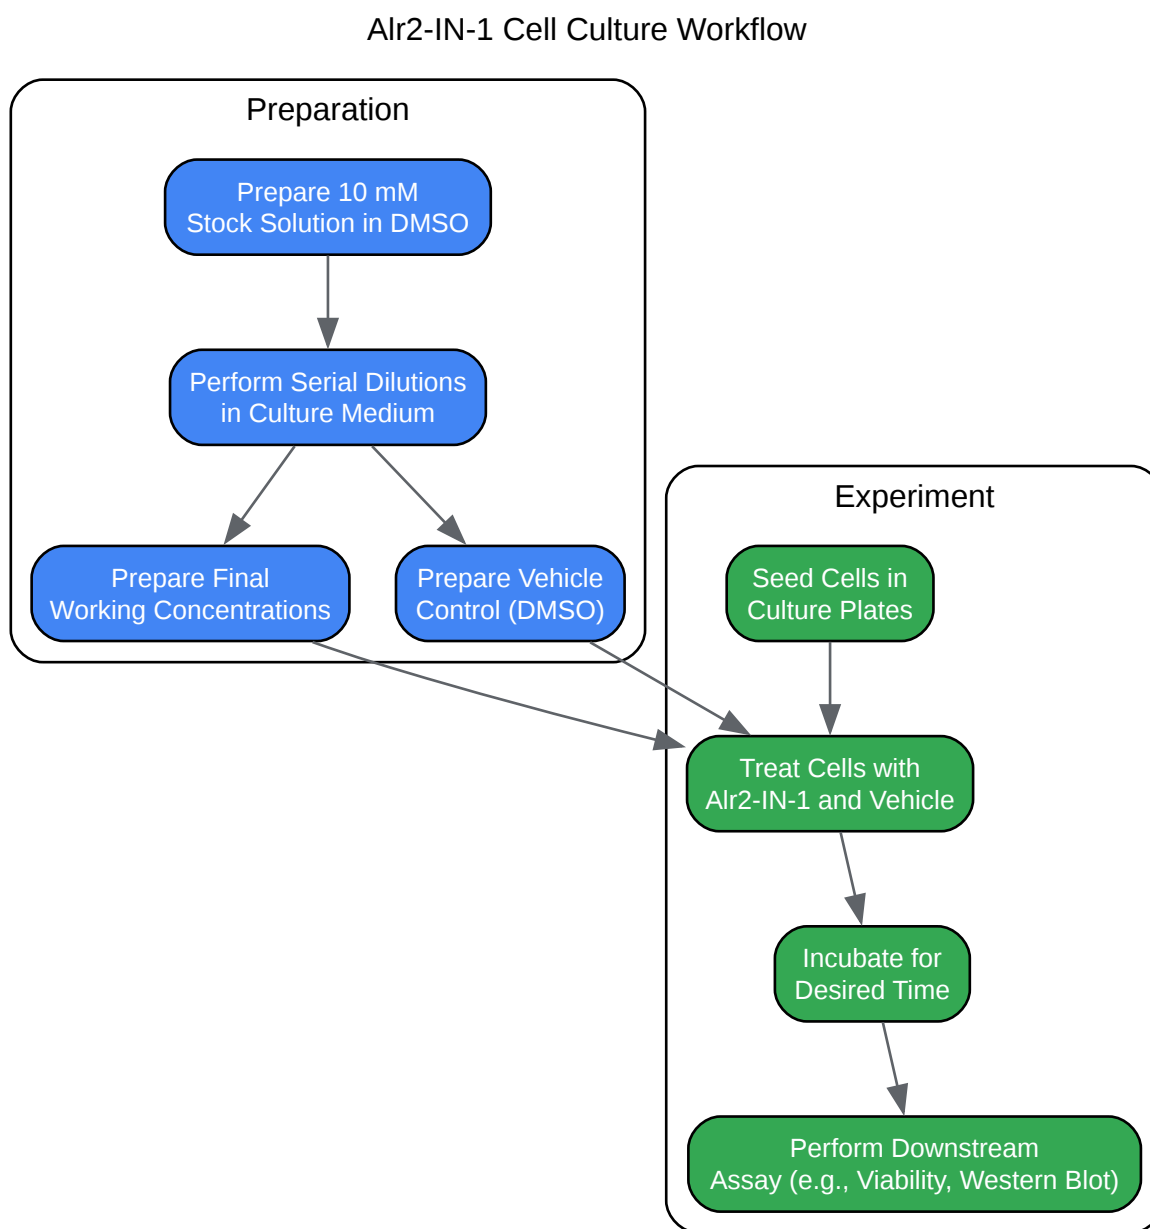 Alr2-IN-1 Cell Culture Workflow
Preparation
Prepare 10 mM
Stock Solution in DMSO
Perform Serial Dilutions
in Culture Medium
Prepare Final
Working Concentrations
Prepare Vehicle
Control (DMSO)
Experiment
Seed Cells in
Culture Plates
Treat Cells with
Alr2-IN-1 and Vehicle
Incubate for
Desired Time
Perform Downstream
Assay (e.g., Viability, Western Blot)